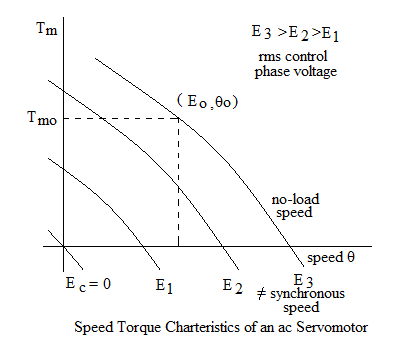 Tm
E3 >E2 >E1
rms control
phase voltage
(Eo ,θo)
Tmo
no-load
speed
speed θ
Ec = 0
E1
E2
E3
≠ synchronous
speed
Speed Torque Charteristics of an ac Servomotor